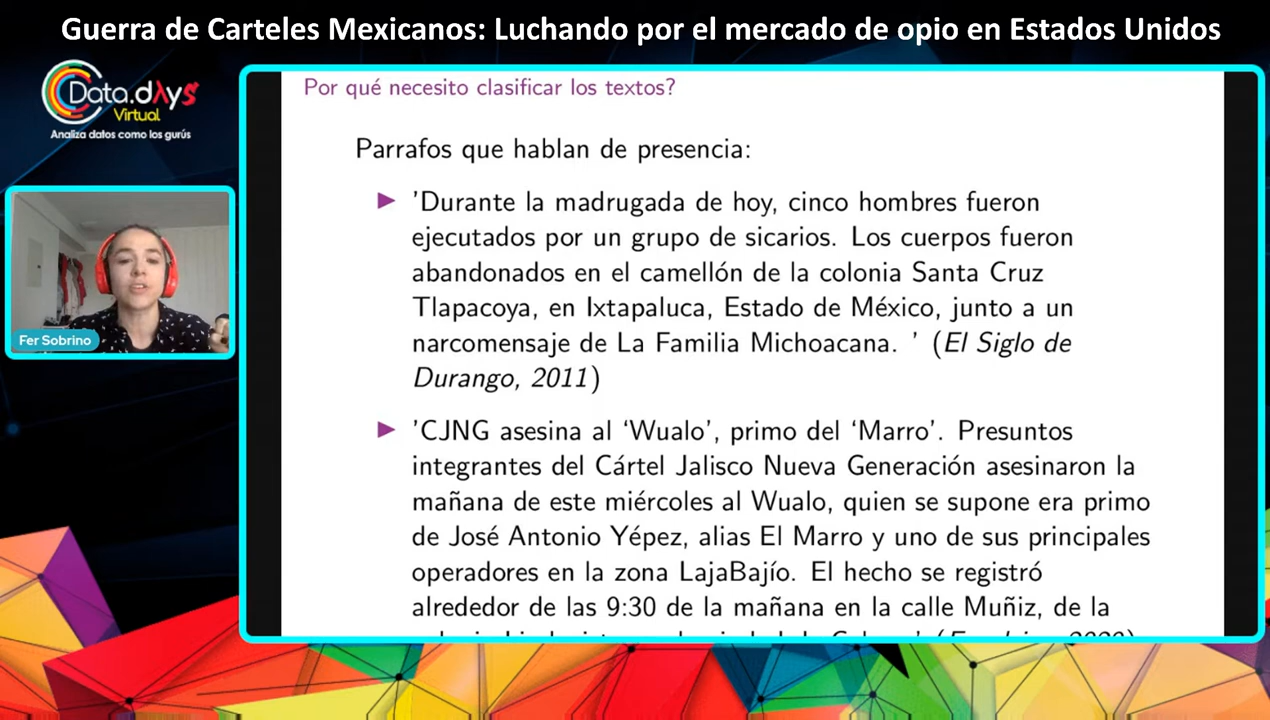 Guerra de Carteles Mexicanos: Luchando por el mercado de opio en Estados Unidos
Data.dAys
Virtual
Analiza datos como los gurús
Por qué necesito clasificar los textos?
Parrafos que hablan de presencia:
'Durante la madrugada de hoy, cinco hombres fueron
ejecutados por un grupo de sicarios. Los cuerpos fueron
abandonados en el camellón de la colonia Santa Cruz
Tlapacoya, en Ixtapaluca, Estado de México, junto a un
narcomensaje de La Familia Michoacana. ' (El Siglo de
Durango, 2011)
'CJNG asesina al 'Wualo', primo del 'Marro'. Presuntos
integrantes del Cártel Jalisco Nueva Generación asesinaron la
mañana de este miércoles al Wualo, quien se supone era primo
de José Antonio Yépez, alias El Marro y uno de sus principales
operadores en la zona LajaBajío. El hecho se registró
alrededor de las 9:30 de la mañana en la calle Muñiz, de la
Fer Sobrino